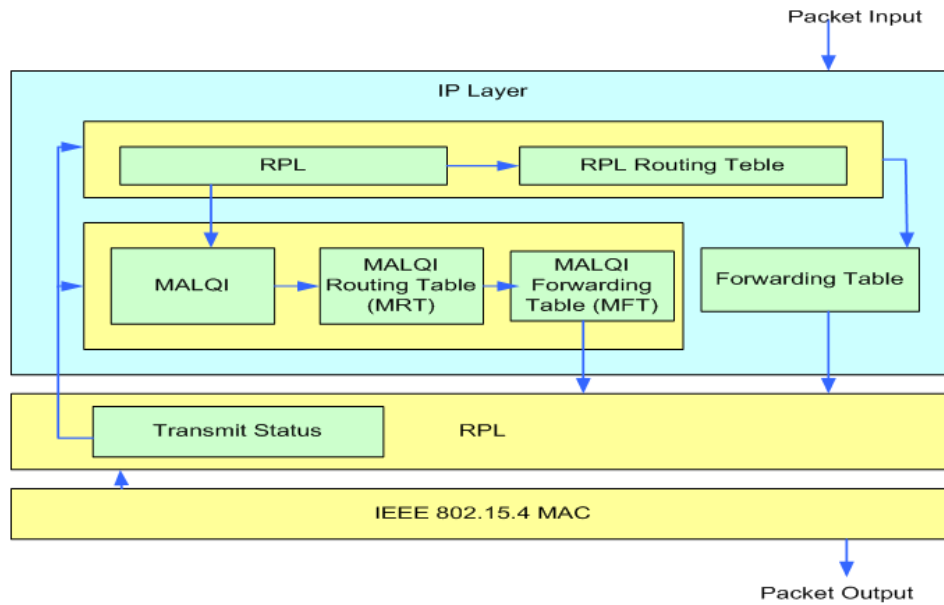 Packet Input
IP Layer
RPL
RPL Routing Teble
MALQI
MALQI
Routing Table
(MRT)
MALQI
Forwarding
Table (MFT)
Forwarding Table
Transmit Status
RPL
IEEE 802.15.4 MAC
Packet Output